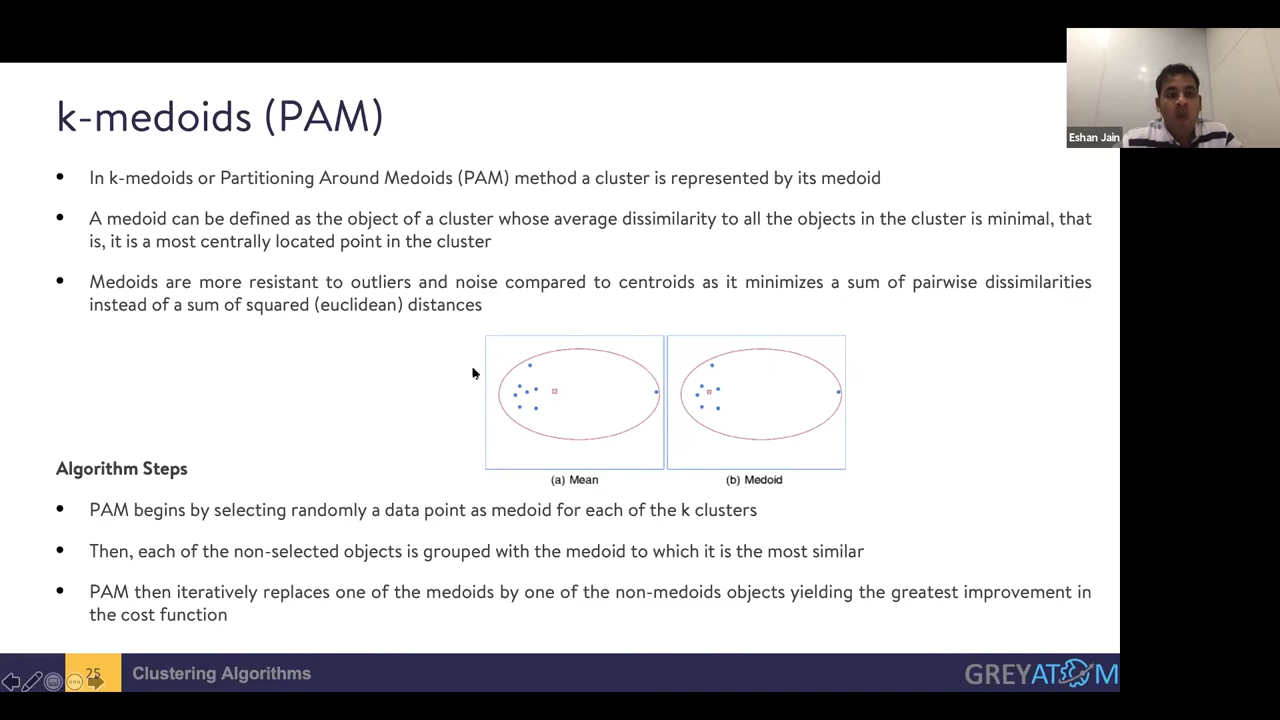 k-medoids (PAM)
Eshan Jain
• In k-medoids or Partitioning Around Medoids (PAM) method a cluster is represented by its medoid
• A medoid can be defined as the object of a cluster whose average dissimilarity to all the objects in the cluster is minimal, that
is, it is a most centrally located point in the cluster
• Medoids are more resistant to outliers and noise compared to centroids as it minimizes a sum of pairwise dissimilarities
instead of a sum of squared (euclidean) distances
(a) Mean
(b) Medoid
Algorithm Steps
• PAM begins by selecting randomly a data point as medoid for each of the k clusters
• Then, each of the non-selected objects is grouped with the medoid to which it is the most similar
• PAM then iteratively replaces one of the medoids by one of the non-medoids objects yielding the greatest improvement in
the cost function
25
Clustering Algorithms
GREYATOM